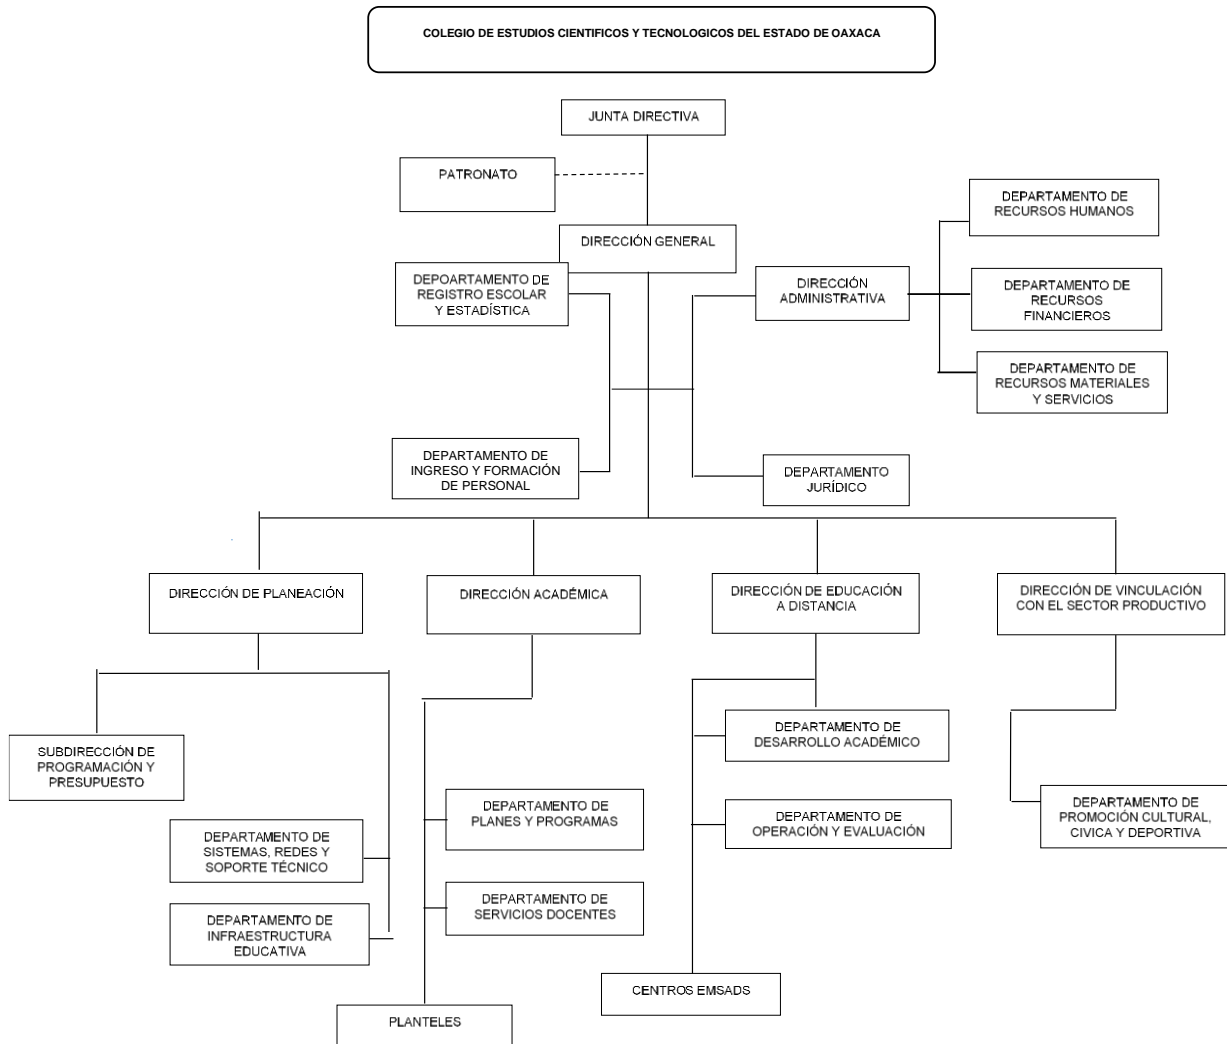 COLEGIO DE ESTUDIOS CIENTIFICOS Y TECNOLOGICOS DEL ESTADO DE OAXACA
JUNTA DIRECTIVA
PATRONATO
DIRECCIÓN GENERAL
DEPOARTAMENTO DE
REGISTRO ESCOLAR
Y ESTADÍSTICA
DIRECCIÓN
ADMINISTRATIVA
DEPARTAMENTO DE
RECURSOS HUMANOS
DEPARTAMENTO DE
RECURSOS
FINANCIEROS
DEPARTAMENTO DE
RECURSOS MATERIALES
Y SERVICIOS
DEPARTAMENTO DE
INGRESO Y FORMACIÓN
DE PERSONAL
DEPARTAMENTO
JURÍDICO
DIRECCIÓN DE PLANEACIÓN
DIRECCIÓN ACADÉMICA
DIRECCIÓN DE EDUCACIÓN
A DISTANCIA
DIRECCIÓN DE VINCULACIÓN
CON EL SECTOR PRODUCTIVO
SUBDIRECCIÓN DE
PROGRAMACIÓN Y
PRESUPUESTO
DEPARTAMENTO DE
SISTEMAS, REDES Y
SOPORTE TÉCNICO
DEPARTAMENTO DE
INFRAESTRUCTURA
EDUCATIVA
DEPARTAMENTO DE
PLANES Y PROGRAMAS
DEPARTAMENTO DE
SERVICIOS DOCENTES
PLANTELES
DEPARTAMENTO DE
DESARROLLO ACADÉMICO
DEPARTAMENTO DE
OPERACIÓN Y EVALUACIÓN
CENTROS EMSADS
DEPARTAMENTO DE
PROMOCIÓN CULTURAL,
CIVICA Y DEPORTIVA